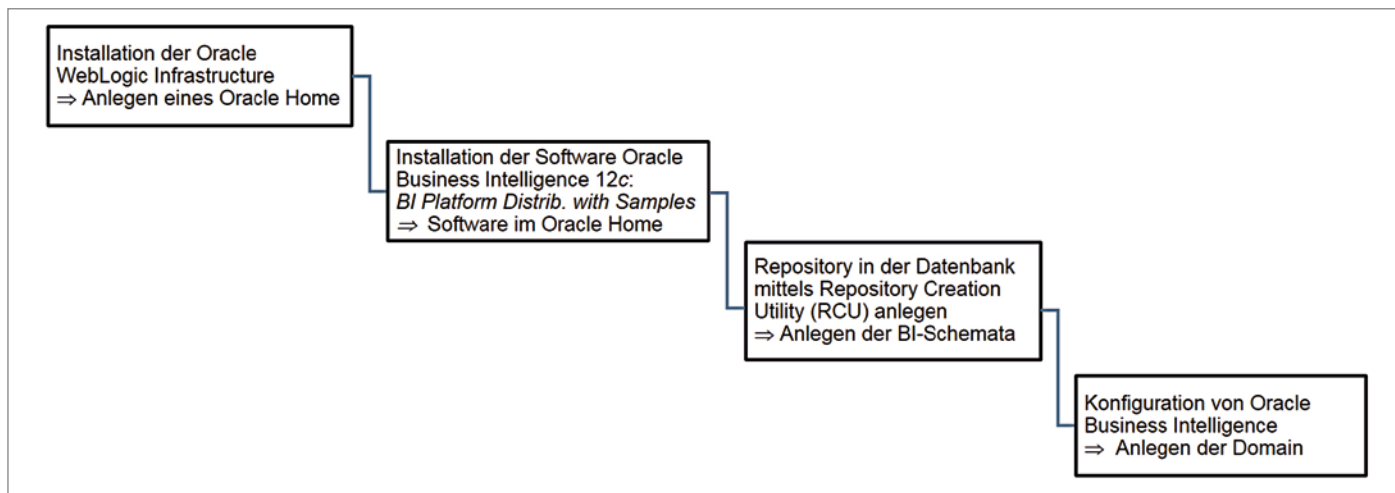 Installation der Oracle
WebLogic Infrastructure
⇒ Anlegen eines Oracle Home
Installation der Software Oracle
Business Intelligence 12c:
BI Platform Distrib. with Samples
⇒ Software im Oracle Home
Repository in der Datenbank
mittels Repository Creation
Utility (RCU) anlegen
⇒ Anlegen der BI-Schemata
Konfiguration von Oracle
Business Intelligence
⇒ Anlegen der Domain